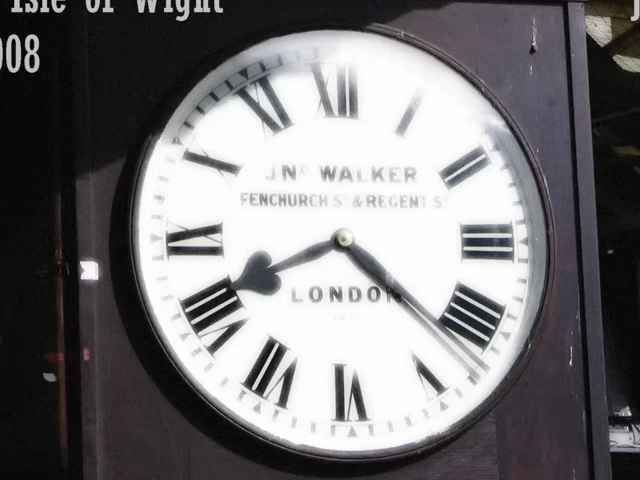 Isle of Wight
008
XII
I
II
III
IIII
V
VI
VII
VIII
IX
X
XI
JNº WALKER
FENCHURCH ST & REGENT ST
LONDON